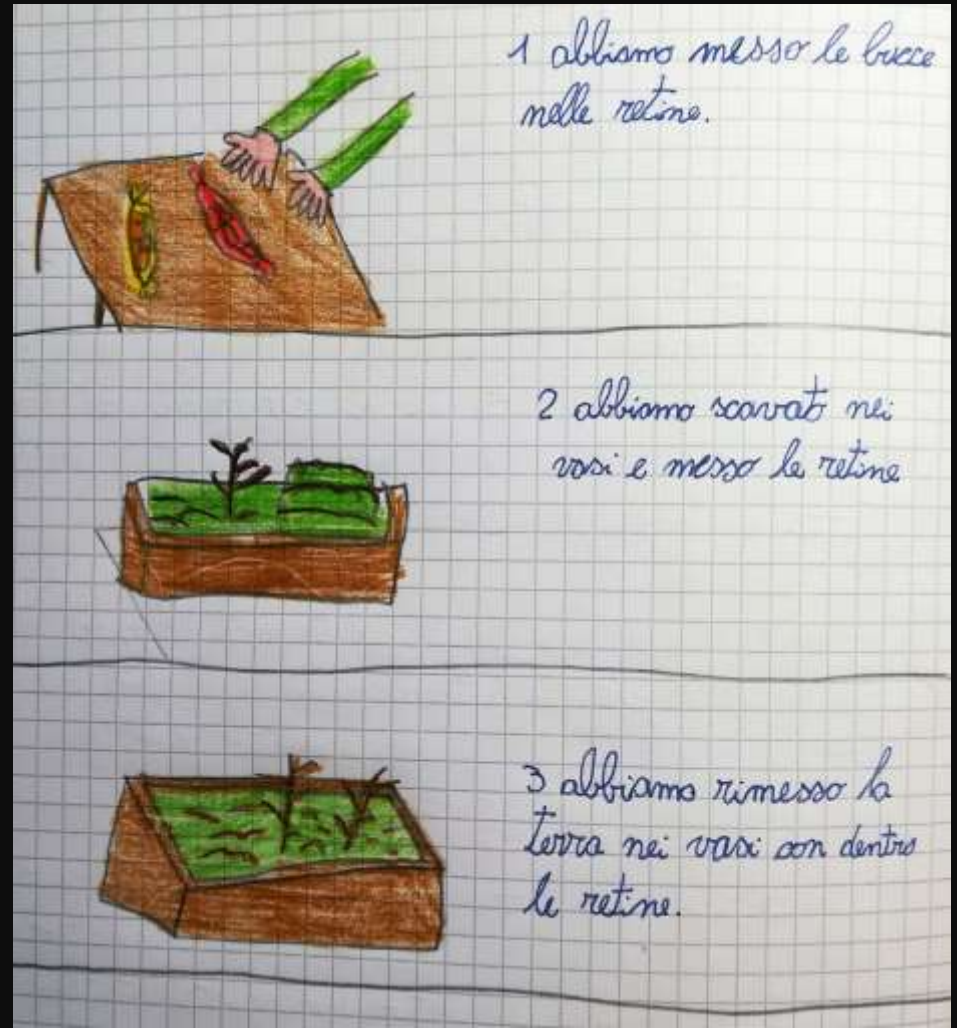 1 abbiamo messo le bucce
nelle retine.
2 abbiamo scavato nei
vasi e messo le retine
3 abbiamo rimesso la
terra nei vasi con dentro
le retine.